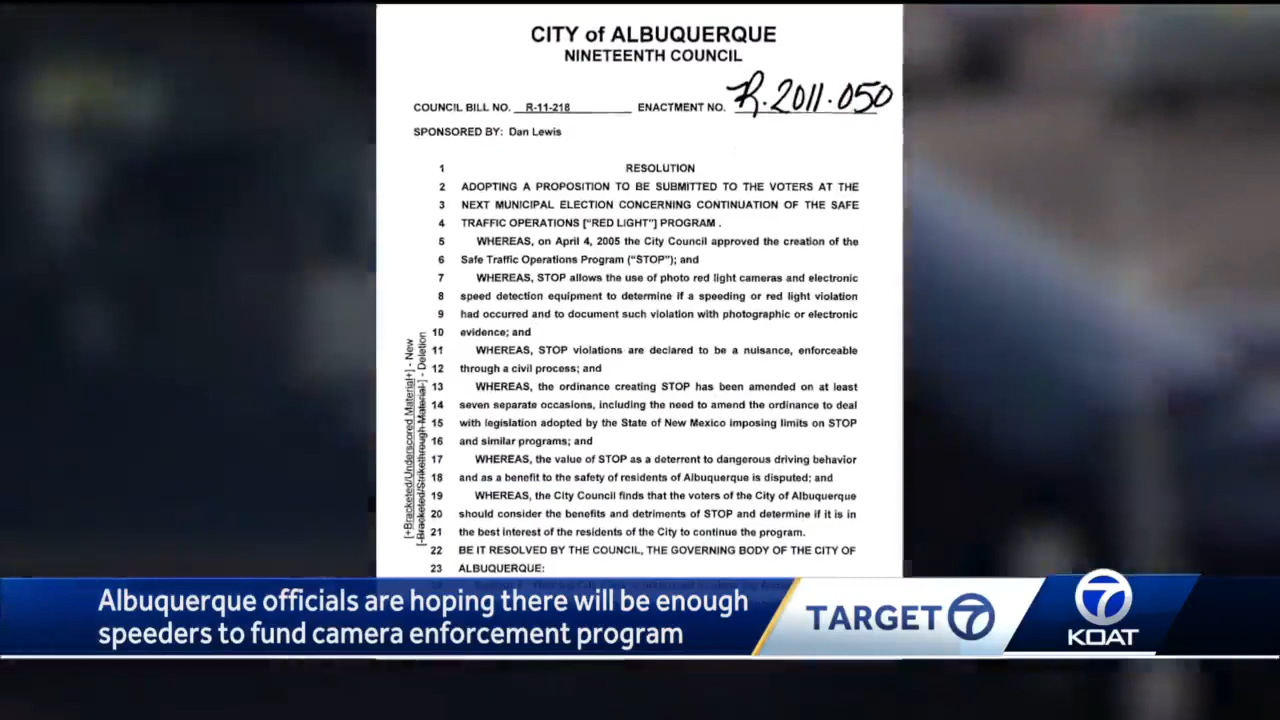 CITY of ALBUQUERQUE
NINETEENTH COUNCIL
COUNCIL BILL NO. R-11-218 ENACTMENT NO. R.2011.050
SPONSORED BY: Dan Lewis
1 RESOLUTION
2 ADOPTING A PROPOSITION TO BE SUBMITTED TO THE VOTERS AT THE
3 NEXT MUNICIPAL ELECTION CONCERNING CONTINUATION OF THE SAFE
4 TRAFFIC OPERATIONS ["RED LIGHT"] PROGRAM .
5 WHEREAS, on April 4, 2005 the City Council approved the creation of the
6 Safe Traffic Operations Program ("STOP"); and
7 WHEREAS, STOP allows the use of photo red light cameras and electronic
8 speed detection equipment to determine if a speeding or red light violation
9 had occurred and to document such violation with photographic or electronic
10 evidence; and
11 WHEREAS, STOP violations are declared to be a nuisance, enforceable
12 through a civil process; and
13 WHEREAS, the ordinance creating STOP has been amended on at least
14 seven separate occasions, including the need to amend the ordinance to deal
15 with legislation adopted by the State of New Mexico imposing limits on STOP
16 and similar programs; and
17 WHEREAS, the value of STOP as a deterrent to dangerous driving behavior
18 and as a benefit to the safety of residents of Albuquerque is disputed; and
19 WHEREAS, the City Council finds that the voters of the City of Albuquerque
20 should consider the benefits and detriments of STOP and determine if it is in
21 the best interest of the residents of the City to continue the program.
22 BE IT RESOLVED BY THE COUNCIL, THE GOVERNING BODY OF THE CITY OF
23 ALBUQUERQUE:
[+Bracketed/Underscored Material+] - New
[-Bracketed/Strikethrough Material-] - Deletion
Albuquerque officials are hoping there will be enough
speeders to fund camera enforcement program
TARGET 7
7
KOAT